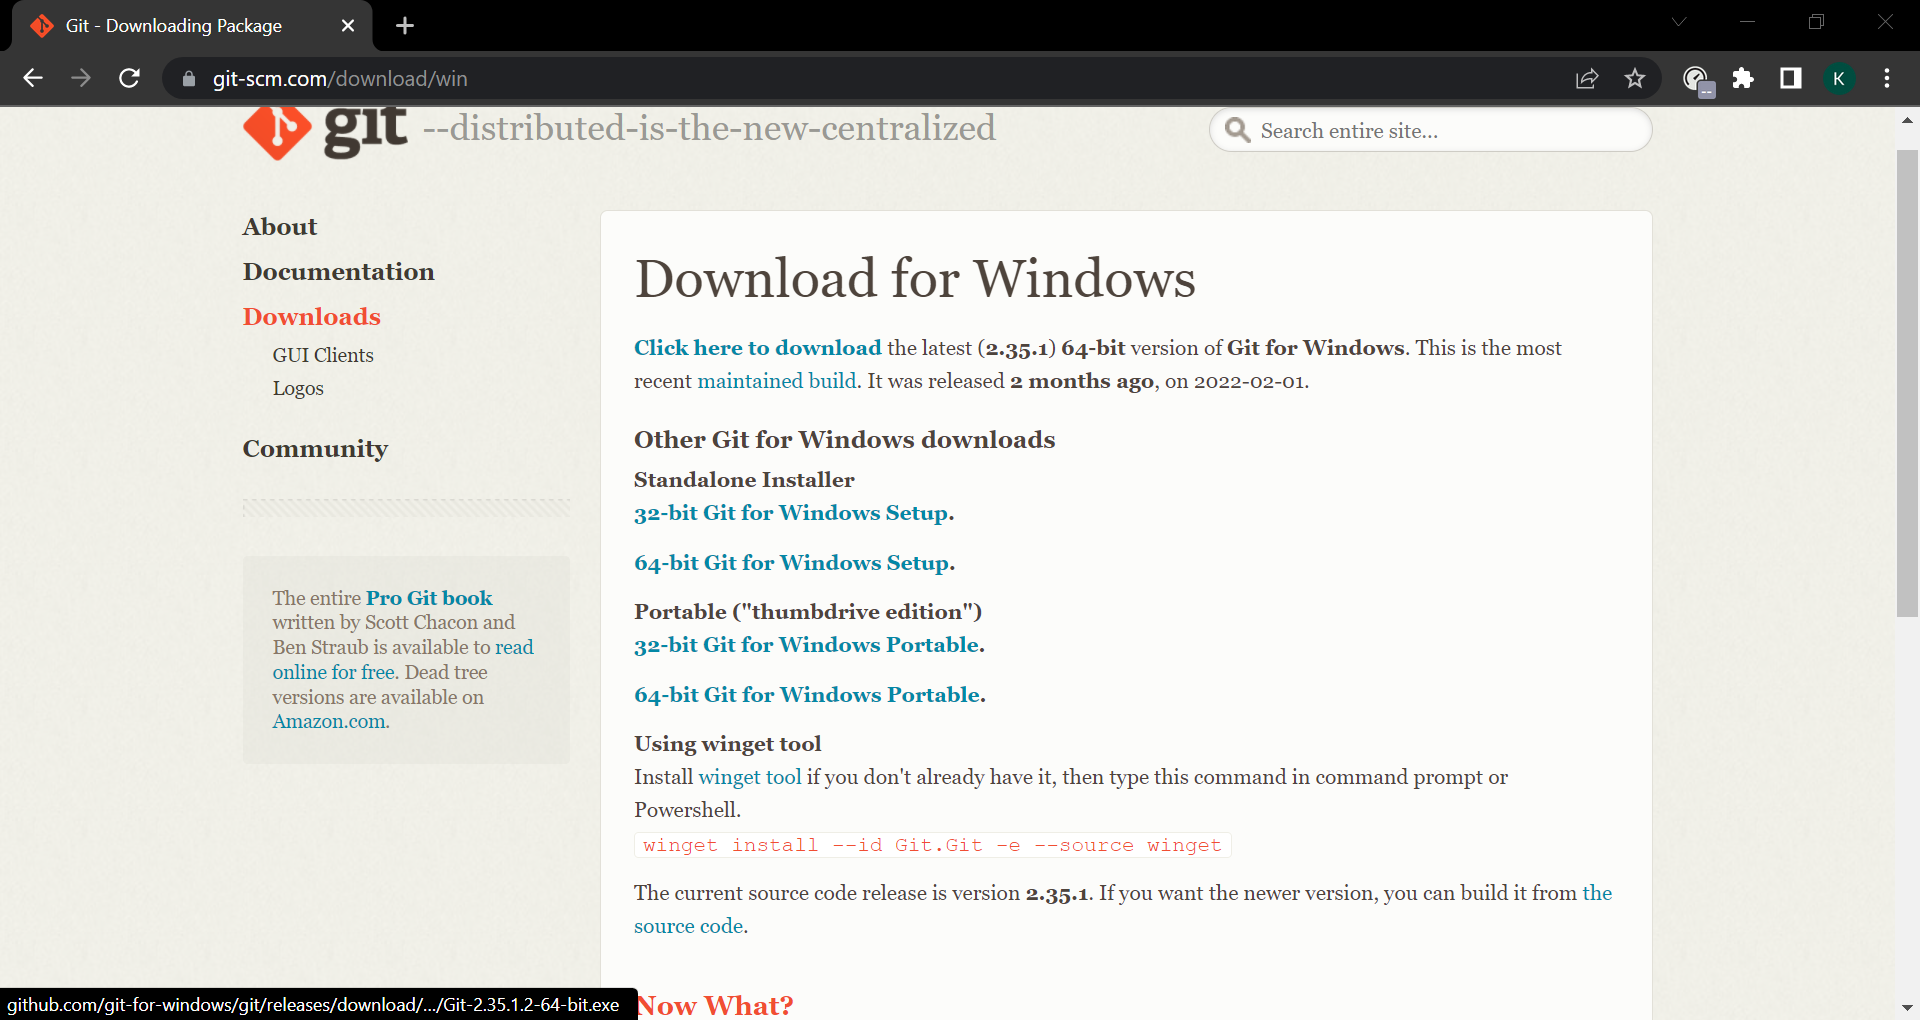 Git - Downloading Package
git-scm.com/download/win
K
git --distributed-is-the-new-centralized
Search entire site...
About
Documentation
Downloads
GUI Clients
Logos
Community
The entire Pro Git book
written by Scott Chacon and
Ben Straub is available to read
online for free. Dead tree
versions are available on
Amazon.com.
Download for Windows
Click here to download the latest (2.35.1) 64-bit version of Git for Windows. This is the most
recent maintained build. It was released 2 months ago, on 2022-02-01.
Other Git for Windows downloads
Standalone Installer
32-bit Git for Windows Setup.
64-bit Git for Windows Setup.
Portable ("thumbdrive edition")
32-bit Git for Windows Portable.
64-bit Git for Windows Portable.
Using winget tool
Install winget tool if you don't already have it, then type this command in command prompt or
Powershell.
winget install --id Git.Git -e --source winget
The current source code release is version 2.35.1. If you want the newer version, you can build it from the
source code.
Now What?
github.com/git-for-windows/git/releases/download/.../Git-2.35.1.2-64-bit.exe